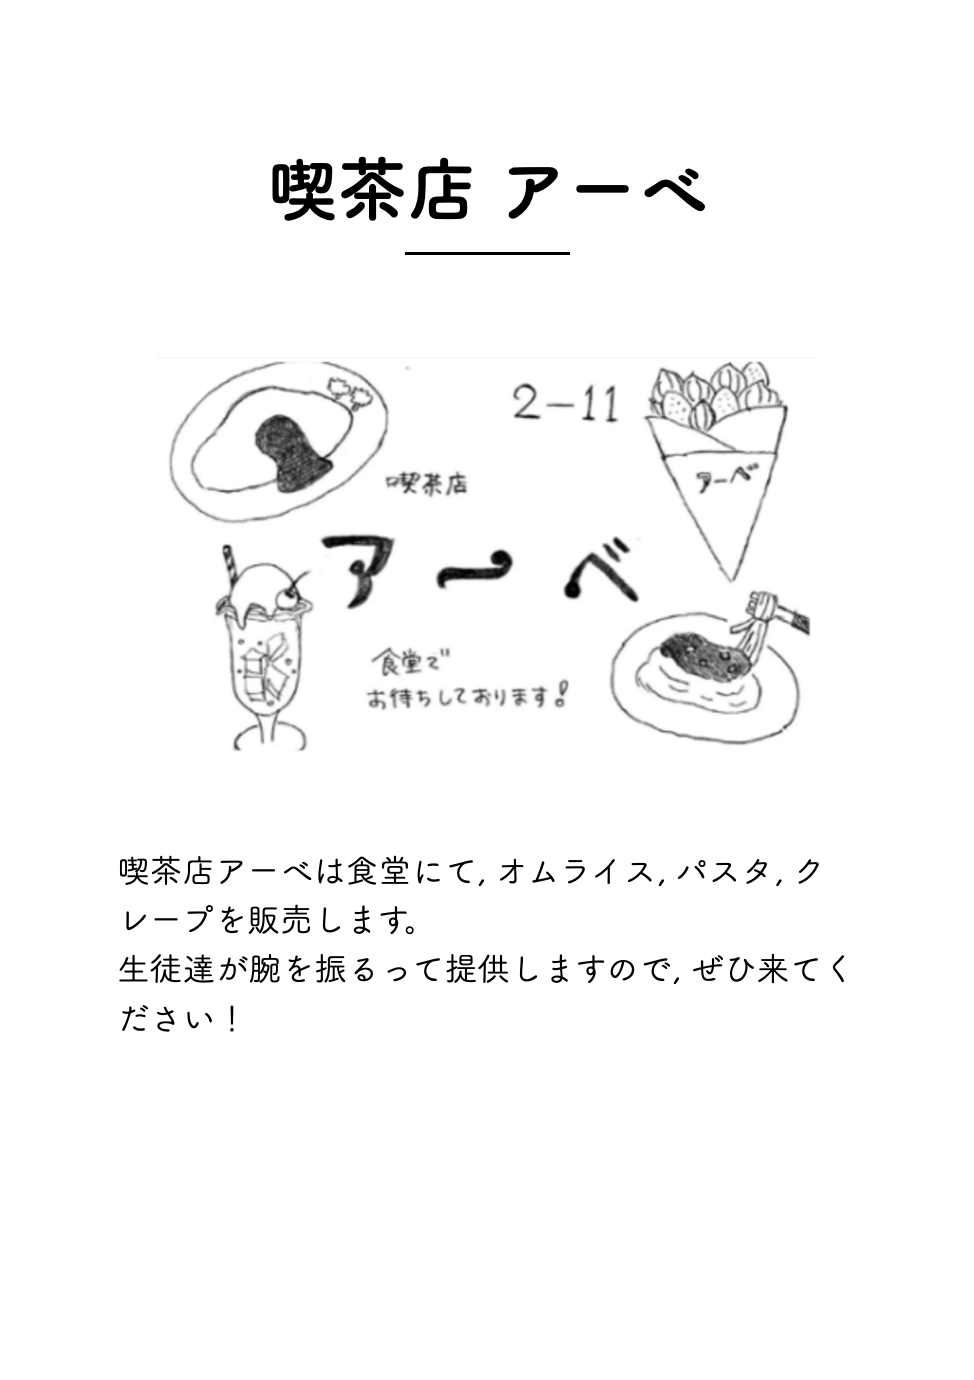 喫茶店 アーベ
2-11
アーベ
喫茶店
アーベ
食堂で
お待ちしております!
喫茶店アーベは食堂にて, オムライス, パスタ, ク
レープを販売します。
生徒達が腕を振るって提供しますので, ぜひ来てく
ださい！